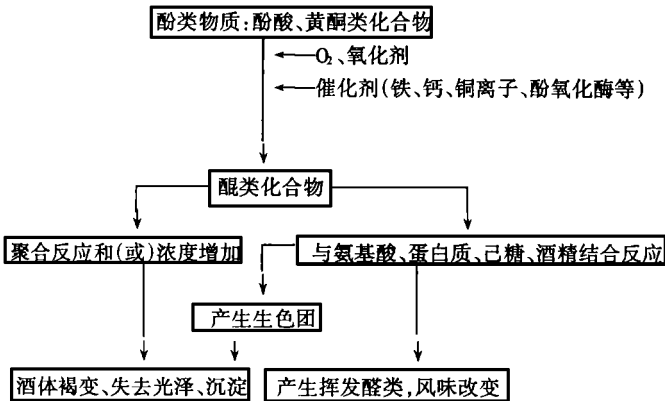 酚类物质:酚酸、黄酮类化合物
O₂、氧化剂
催化剂(铁、钙、铜离子、酚氧化酶等)
醌类化合物
聚合反应和(或)浓度增加
与氨基酸、蛋白质、己糖、酒精结合反应
产生生色团
酒体褐变、失去光泽、沉淀
产生挥发醛类,风味改变